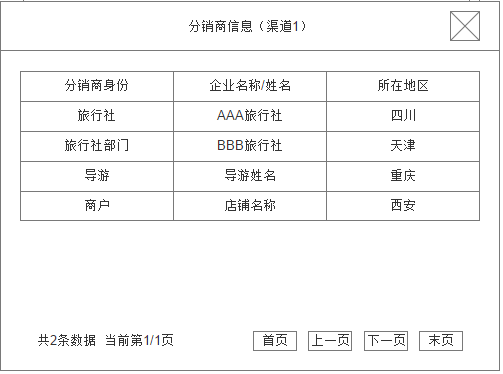 分销商信息（渠道1）
分销商身份 企业名称/姓名 所在地区
旅行社 AAA旅行社 四川
旅行社部门 BBB旅行社 天津
导游 导游姓名 重庆
商户 店铺名称 西安
共2条数据 当前第1/1页 首页 上一页 下一页 末页